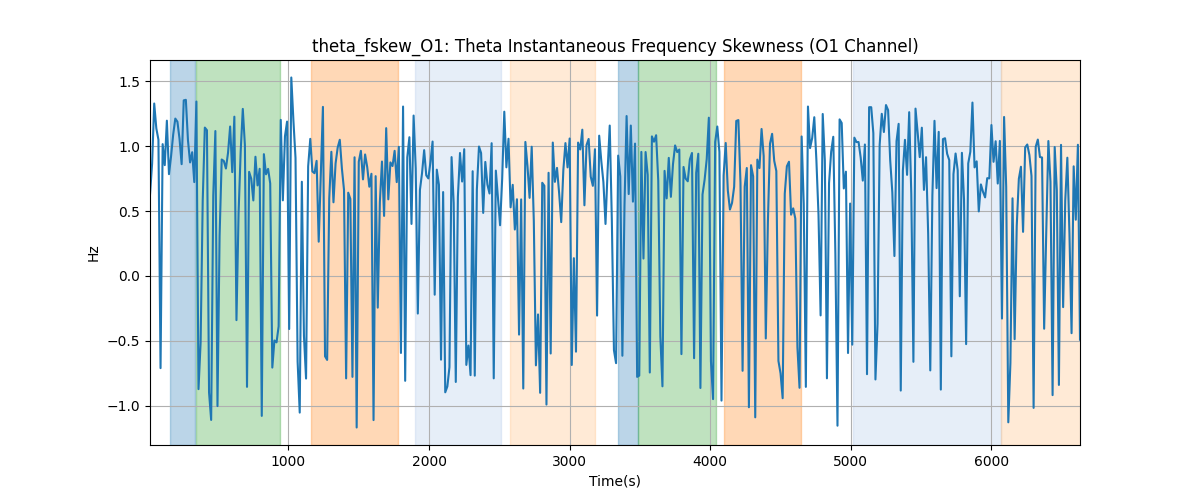 theta_fskew_O1: Theta Instantaneous Frequency Skewness (O1 Channel)
1.5
1.0
0.5
0.0
−0.5
−1.0
Hz
1000 2000 3000 4000 5000 6000
Time(s)